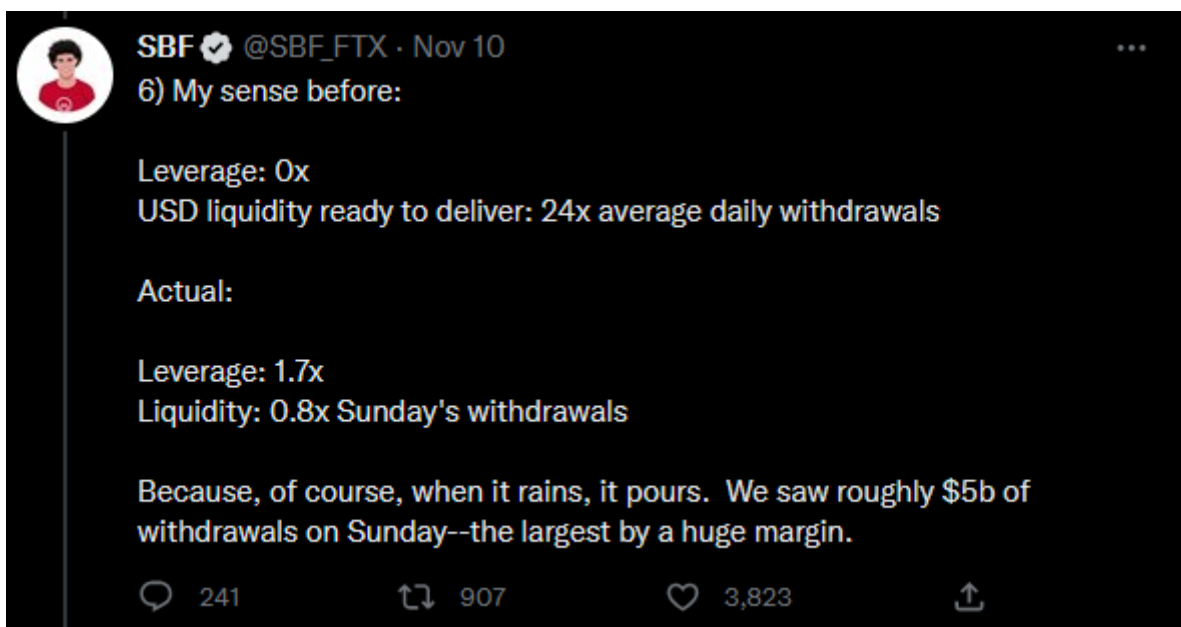 SBF @SBF_FTX · Nov 10
6) My sense before:
Leverage: 0x
USD liquidity ready to deliver: 24x average daily withdrawals
Actual:
Leverage: 1.7x
Liquidity: 0.8x Sunday's withdrawals
Because, of course, when it rains, it pours.  We saw roughly $5b of
withdrawals on Sunday--the largest by a huge margin.
241 907 3,823